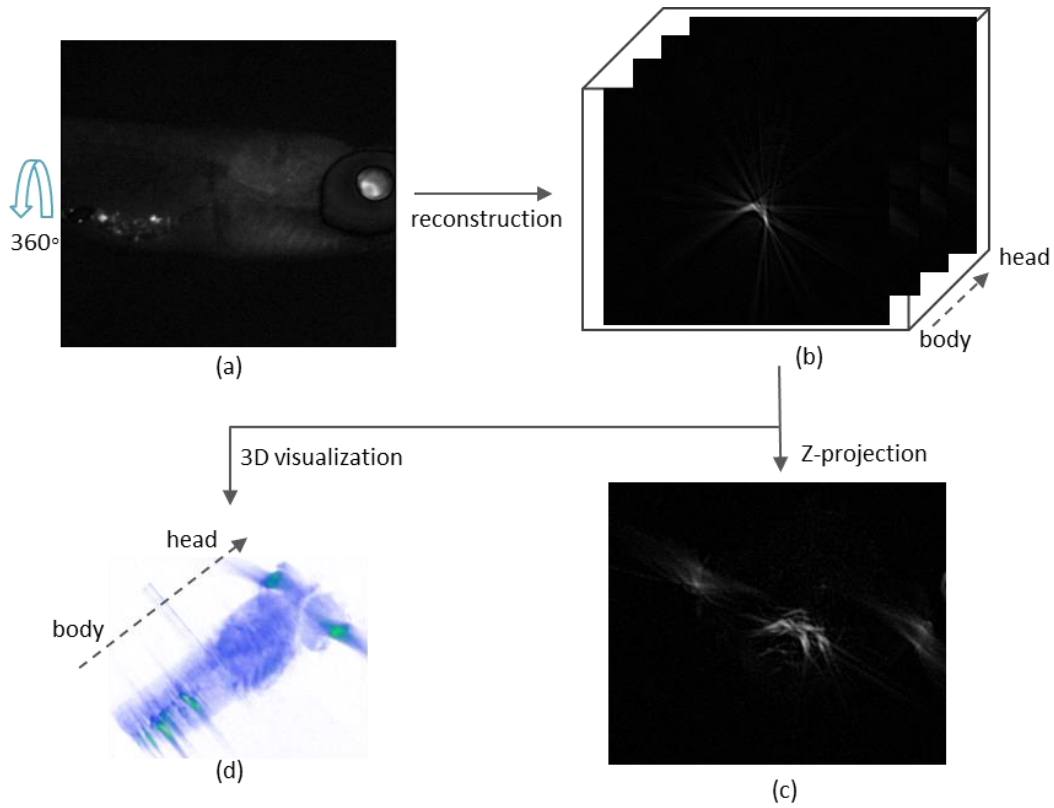 360°
reconstruction
(a)
head
body
(b)
3D visualization
Z-projection
head
body
(d)
(c)